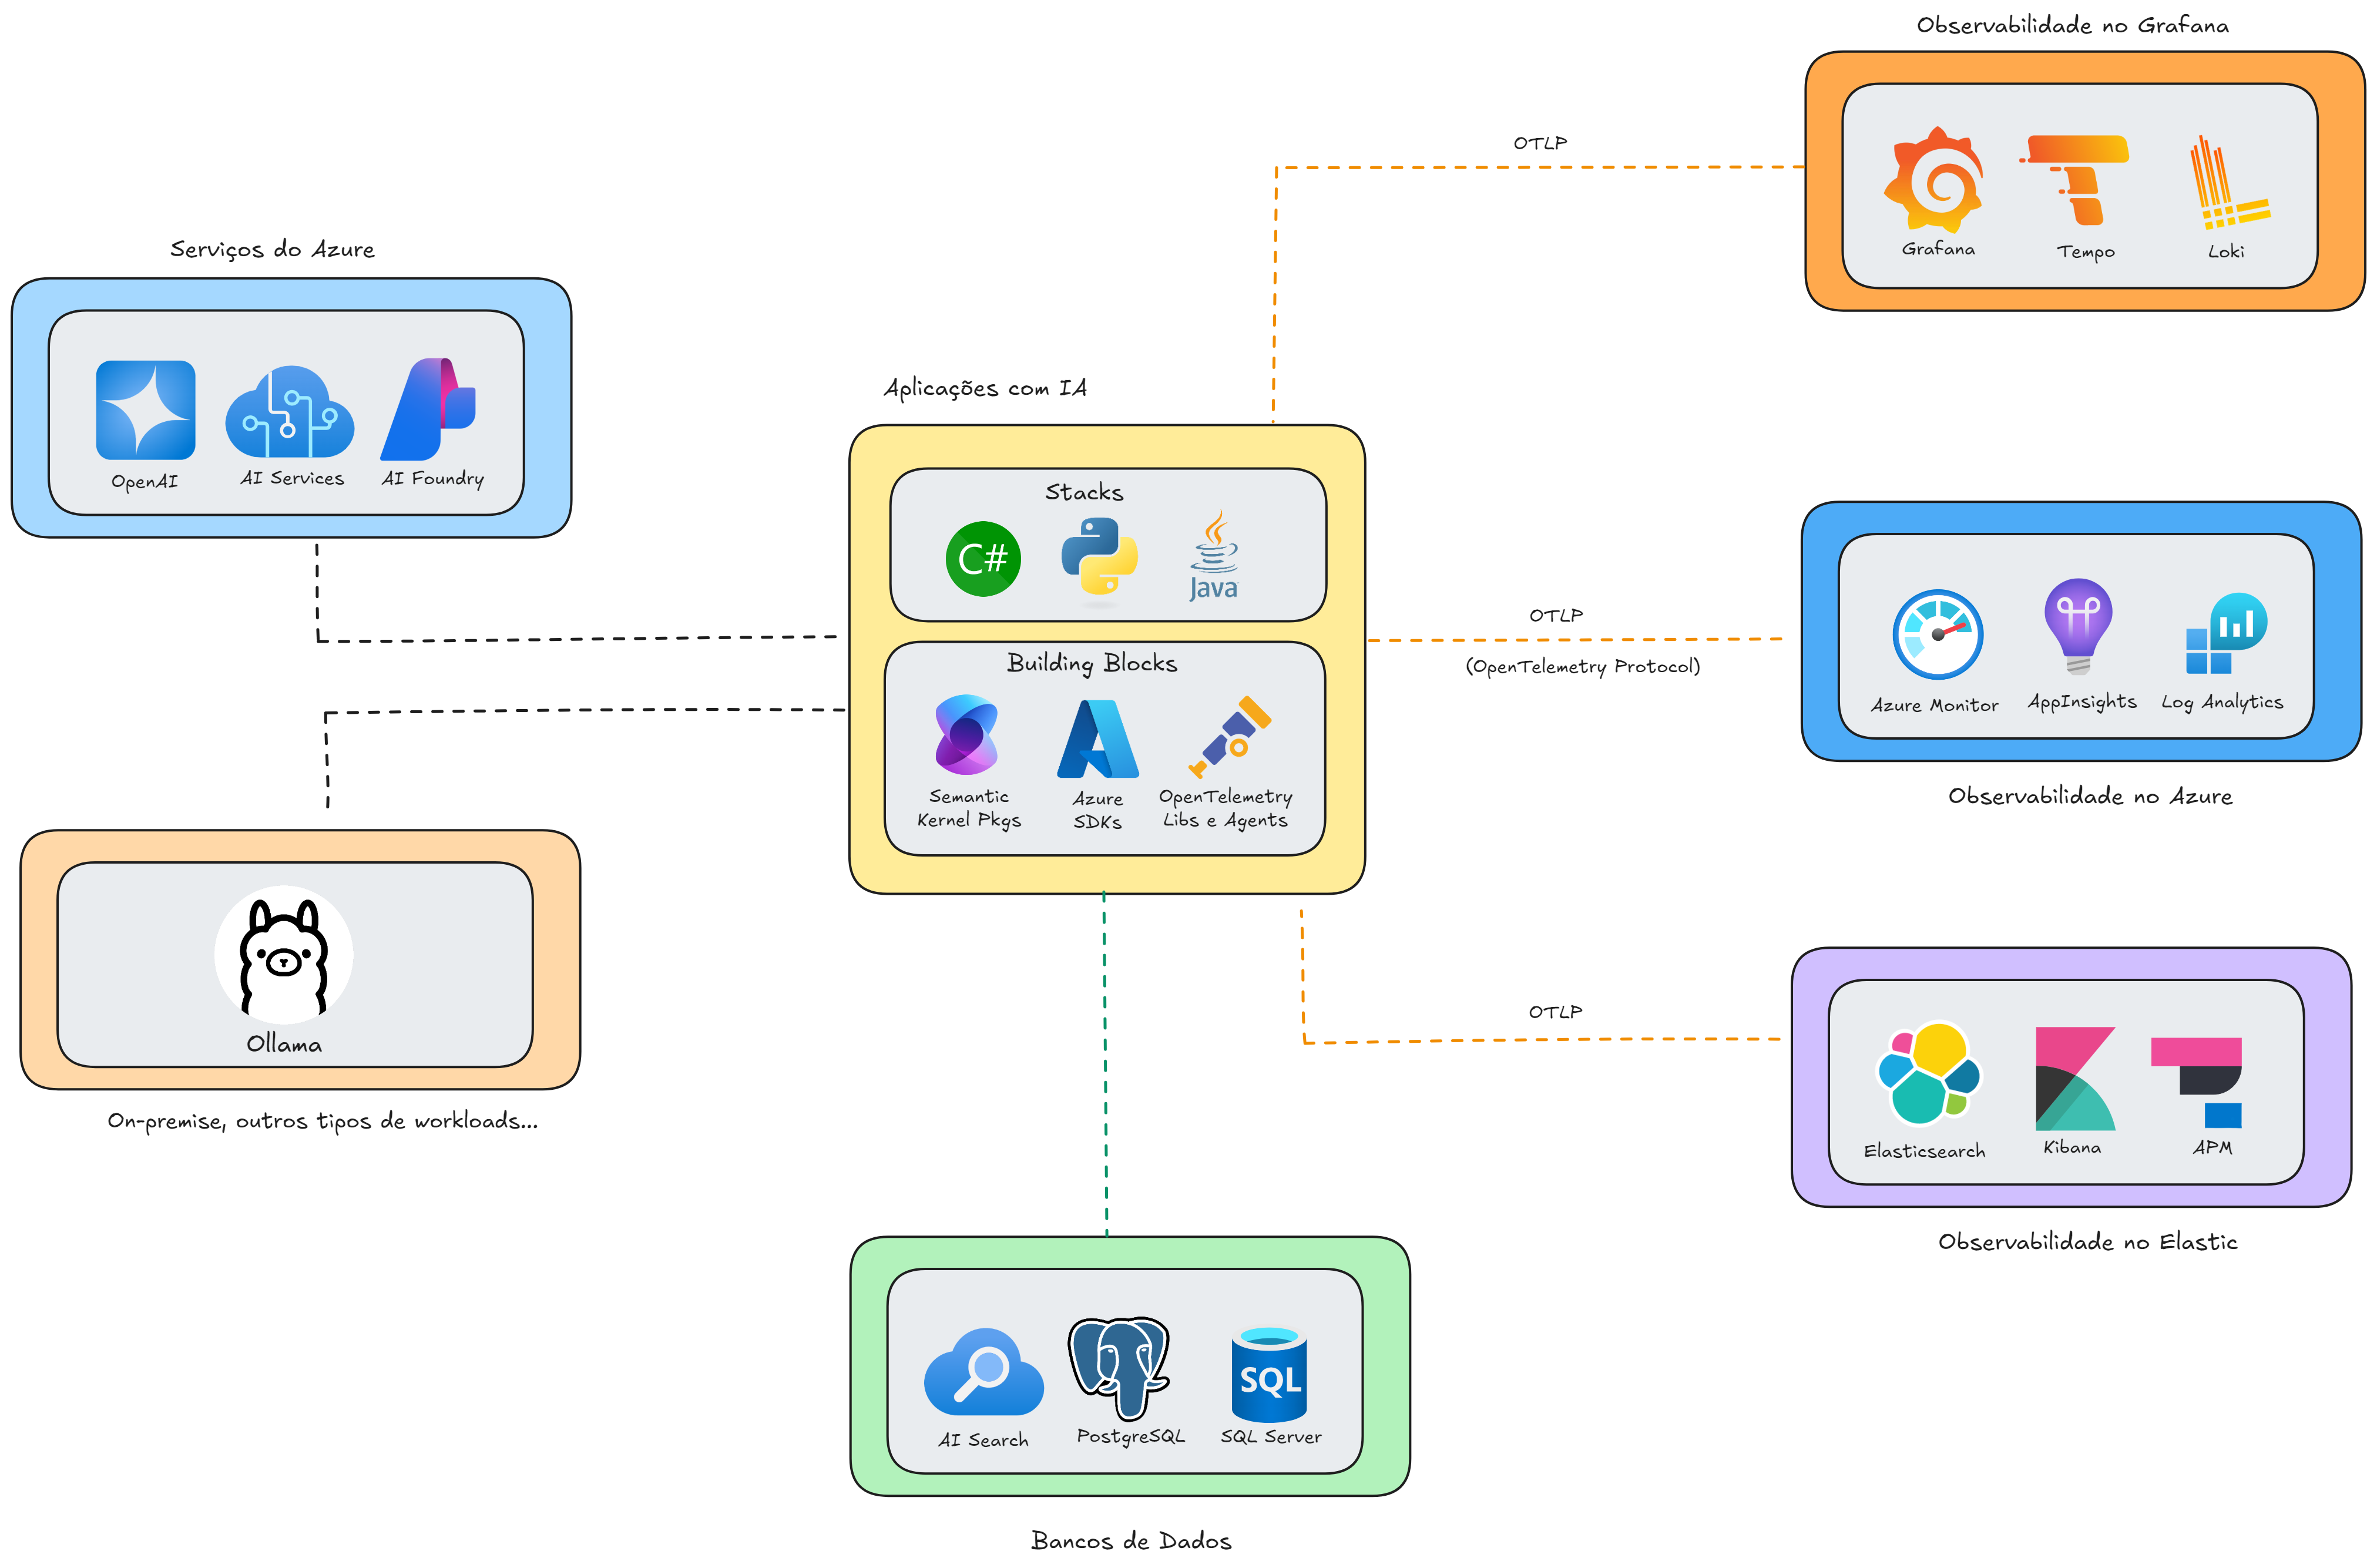 Observabilidade no Grafana
Grafana
Tempo
Loki
OTLP
Serviços do Azure
OpenAI
AI Services
AI Foundry
Aplicações com IA
Stacks
C#
Java
Building Blocks
Semantic
Kernel Pkgs
Azure
SDKs
OpenTelemetry
Libs e Agents
OTLP
(OpenTelemetry Protocol)
Azure Monitor
AppInsights
Log Analytics
Observabilidade no Azure
Ollama
On-premise, outros tipos de workloads...
OTLP
Elasticsearch
Kibana
APM
Observabilidade no Elastic
SQL
AI Search
PostgreSQL
SQL Server
Bancos de Dados